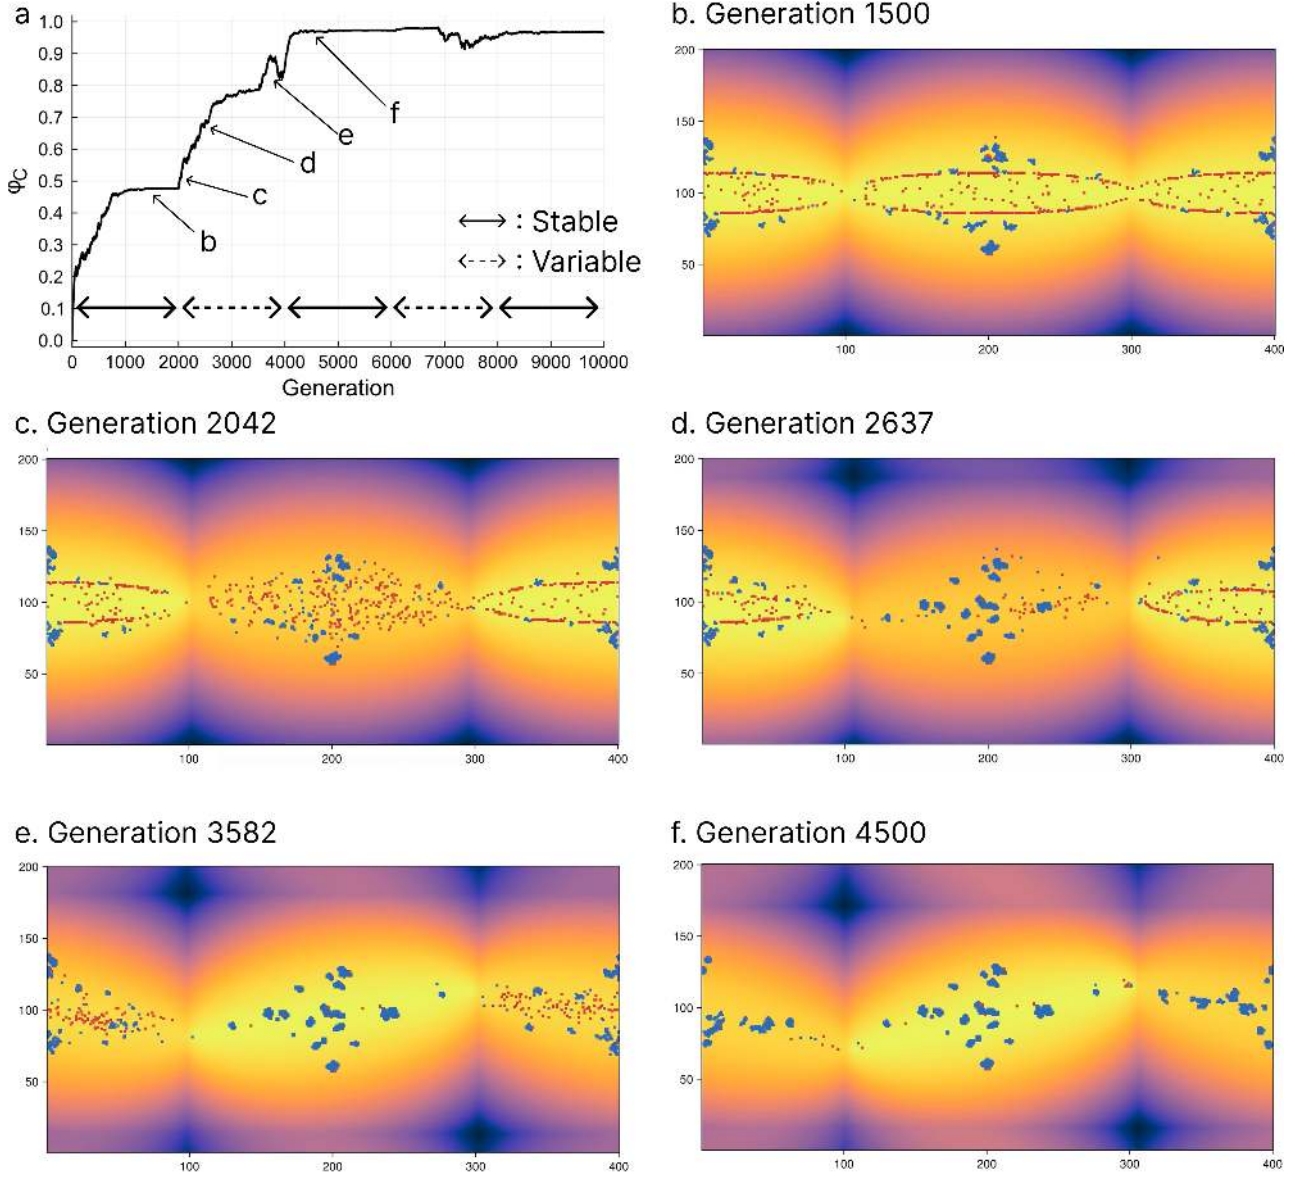 a
1.0
0.9
0.8
0.7
0.6
0.5
0.4
0.3
0.2
0.1
0.0
φC
f
e
d
c
b
: Stable
: Variable
0 1000 2000 3000 4000 5000 6000 7000 8000 9000 10000
Generation
b. Generation 1500
200
150
100
50
100 200 300 400
c. Generation 2042
200
150
100
50
100 200 300 400
d. Generation 2637
200
150
100
50
100 200 300 400
e. Generation 3582
200
150
100
50
100 200 300 400
f. Generation 4500
200
150
100
50
100 200 300 400